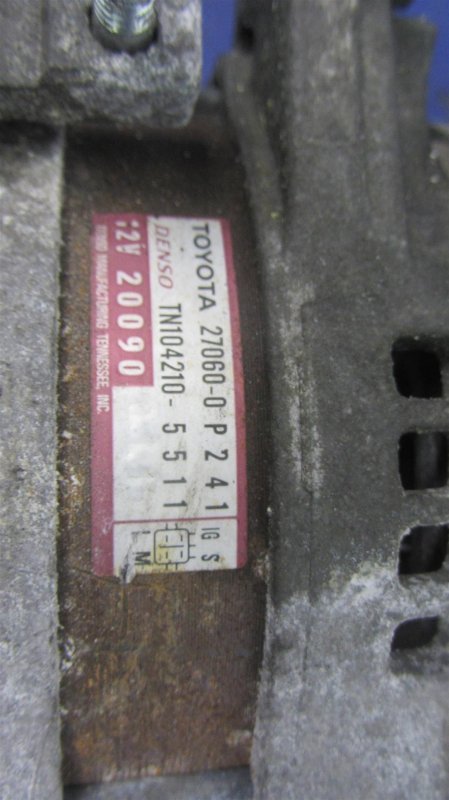 TOYOTA 27060-0P241
DENSO TN104210-5511
12V 20090
DENSO MANUFACTURING TENNESSEE, INC.
IG S
L M